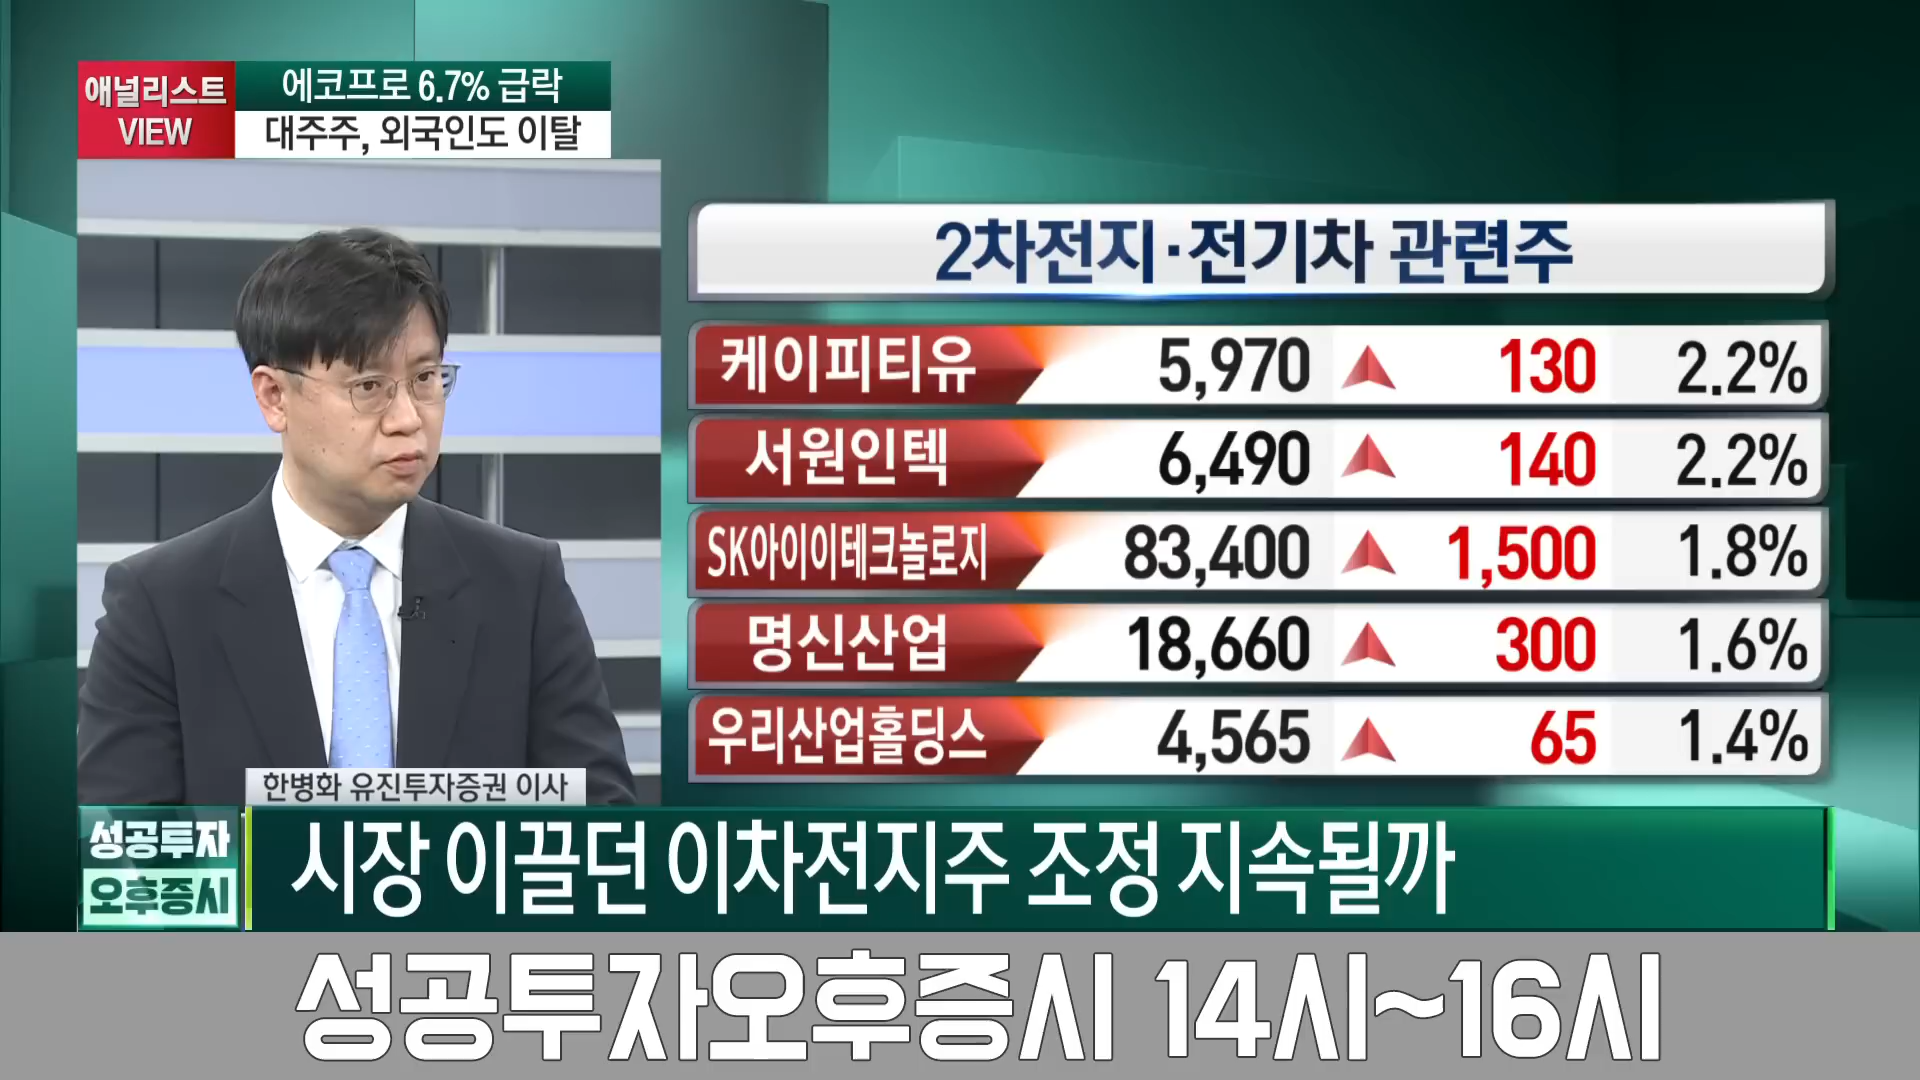 애널리스트
VIEW
에코프로 6.7% 급락
대주주, 외국인도 이탈
2차전지·전기차 관련주
케이피티유 5,970 130 2.2%
서원인텍 6,490 140 2.2%
SK아이이테크놀로지 83,400 1,500 1.8%
명신산업 18,660 300 1.6%
우리산업홀딩스 4,565 65 1.4%
한병화 유진투자증권 이사
성공투자
오후증시
시장 이끌던 이차전지주 조정 지속될까
성공투자오후증시 14시~16시